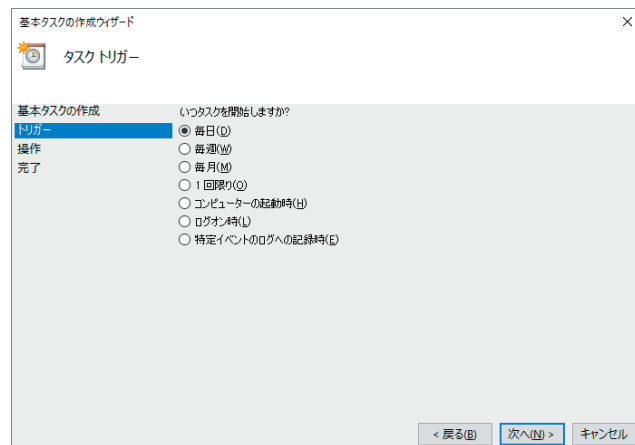 基本タスクの作成ウィザード
タスク トリガー
基本タスクの作成
トリガー
操作
完了
いつタスクを開始しますか?
毎日(D)
毎週(W)
毎月(M)
1 回限り(O)
コンピューターの起動時(H)
ログオン時(L)
特定イベントのログへの記録時(E)
< 戻る(B) 次へ(N) > キャンセル